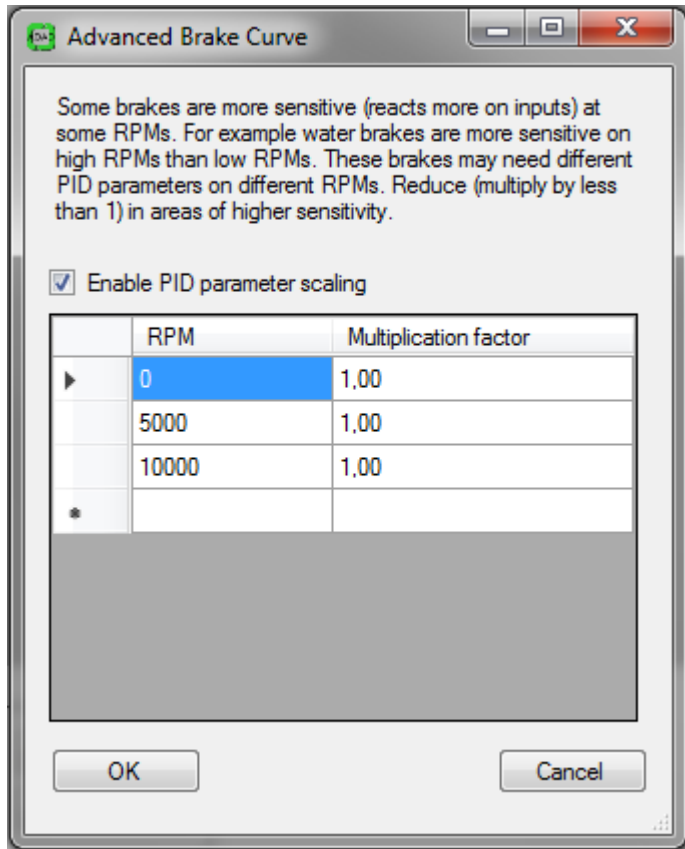 Advanced Brake Curve
Some brakes are more sensitive (reacts more on inputs) at
some RPMs. For example water brakes are more sensitive on
high RPMs than low RPMs. These brakes may need different
PID parameters on different RPMs. Reduce (multiply by less
than 1) in areas of higher sensitivity.
Enable PID parameter scaling
RPM Multiplication factor
0 1,00
5000 1,00
10000 1,00
OK Cancel